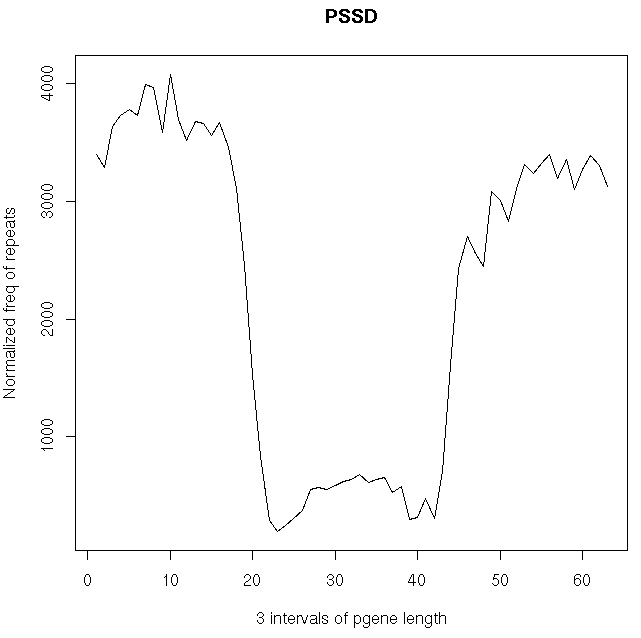 PSSD
4000
3000
2000
1000
Normalized freq of repeats
0 10 20 30 40 50 60
3 intervals of pgene length